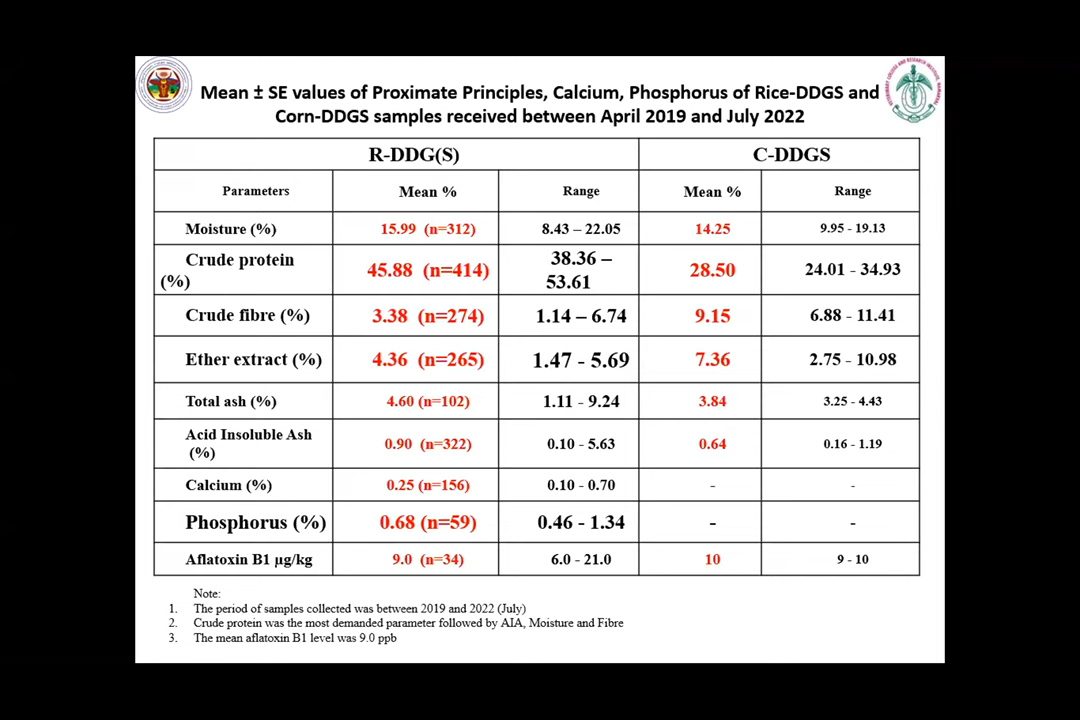 Mean ± SE values of Proximate Principles, Calcium, Phosphorus of Rice-DDGS and
Corn-DDGS samples received between April 2019 and July 2022
R-DDG(S) C-DDGS
Parameters Mean % Range Mean % Range
Moisture (%) 15.99 (n=312) 8.43 – 22.05 14.25 9.95 - 19.13
Crude protein (%) 45.88 (n=414) 38.36 – 53.61 28.50 24.01 - 34.93
Crude fibre (%) 3.38 (n=274) 1.14 – 6.74 9.15 6.88 - 11.41
Ether extract (%) 4.36 (n=265) 1.47 - 5.69 7.36 2.75 - 10.98
Total ash (%) 4.60 (n=102) 1.11 - 9.24 3.84 3.25 - 4.43
Acid Insoluble Ash (%) 0.90 (n=322) 0.10 - 5.63 0.64 0.16 - 1.19
Calcium (%) 0.25 (n=156) 0.10 - 0.70 - -
Phosphorus (%) 0.68 (n=59) 0.46 - 1.34 - -
Aflatoxin B1 µg/kg 9.0 (n=34) 6.0 - 21.0 10 9 - 10
Note:
1. The period of samples collected was between 2019 and 2022 (July)
2. Crude protein was the most demanded parameter followed by AIA, Moisture and Fibre
3. The mean aflatoxin B1 level was 9.0 ppb